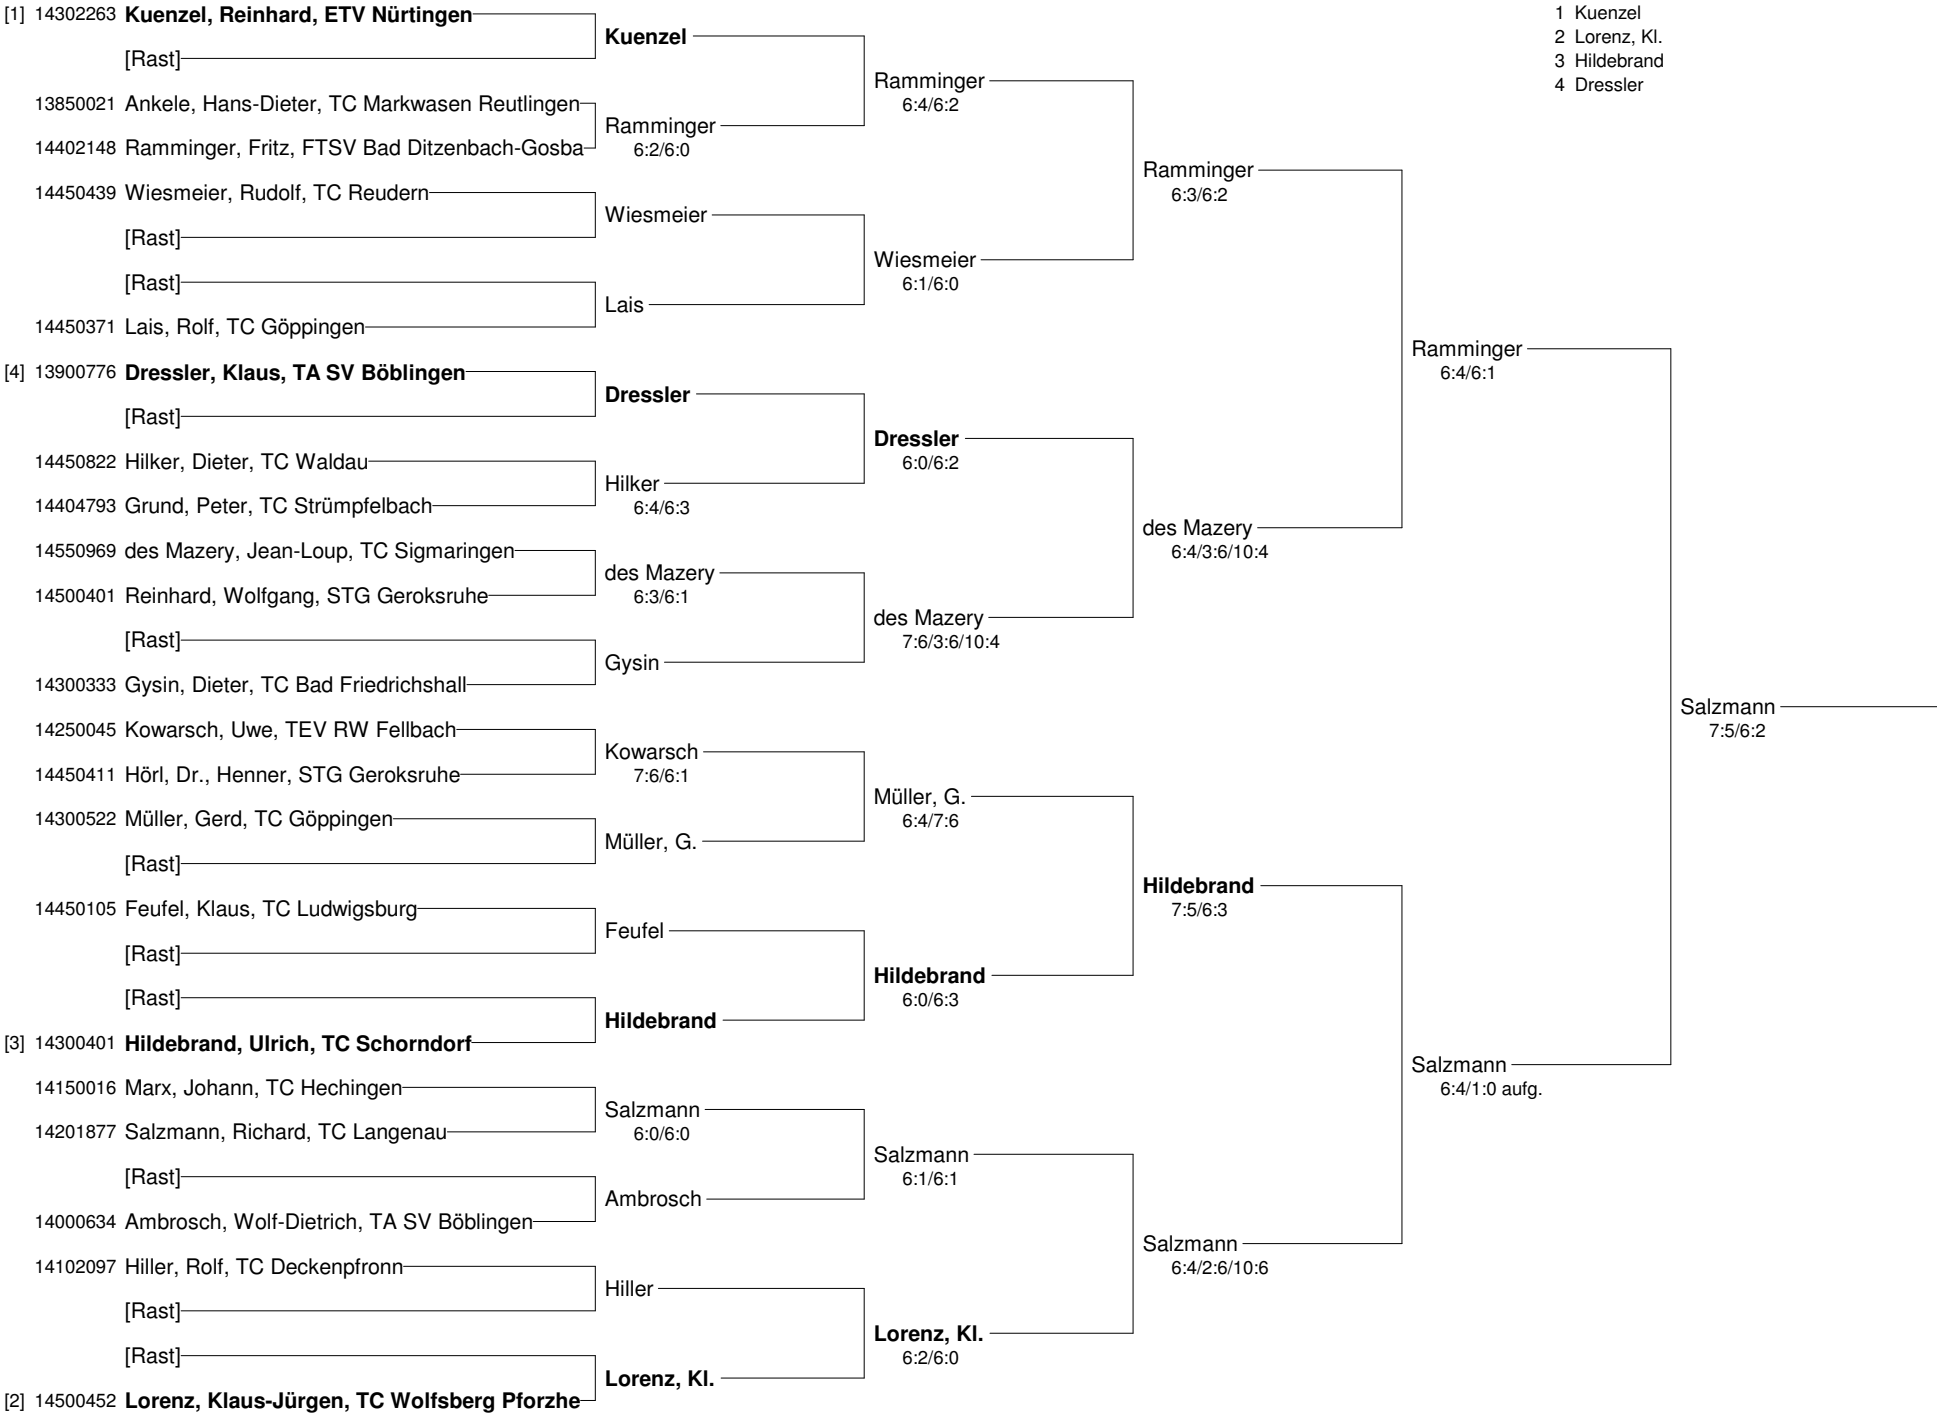 [1] 14302263 Kuenzel, Reinhard, ETV Nürtingen
[Rast]
13850021 Ankele, Hans-Dieter, TC Markwasen Reutlingen
14402148 Ramminger, Fritz, FTSV Bad Ditzenbach-Gosba
14450439 Wiesmeier, Rudolf, TC Reudern
[Rast]
[Rast]
14450371 Lais, Rolf, TC Göppingen
[4] 13900776 Dressler, Klaus, TA SV Böblingen
[Rast]
14450822 Hilker, Dieter, TC Waldau
14404793 Grund, Peter, TC Strümpfelbach
14550969 des Mazery, Jean-Loup, TC Sigmaringen
14500401 Reinhard, Wolfgang, STG Geroksruhe
[Rast]
14300333 Gysin, Dieter, TC Bad Friedrichshall
14250045 Kowarsch, Uwe, TEV RW Fellbach
14450411 Hörl, Dr., Henner, STG Geroksruhe
14300522 Müller, Gerd, TC Göppingen
[Rast]
14450105 Feufel, Klaus, TC Ludwigsburg
[Rast]
[Rast]
[3] 14300401 Hildebrand, Ulrich, TC Schorndorf
14150016 Marx, Johann, TC Hechingen
14201877 Salzmann, Richard, TC Langenau
[Rast]
14000634 Ambrosch, Wolf-Dietrich, TA SV Böblingen
14102097 Hiller, Rolf, TC Deckenpfronn
[Rast]
[Rast]
[2] 14500452 Lorenz, Klaus-Jürgen, TC Wolfsberg Pforzhe
Kuenzel
Ramminger
6:2/6:0
Wiesmeier
Lais
Dressler
Hilker
6:4/6:3
des Mazery
6:3/6:1
Gysin
Kowarsch
7:6/6:1
Müller, G.
Feufel
Hildebrand
Salzmann
6:0/6:0
Ambrosch
Hiller
Lorenz, Kl.
Ramminger
6:4/6:2
Wiesmeier
6:1/6:0
Dressler
6:0/6:2
des Mazery
7:6/3:6/10:4
Müller, G.
6:4/7:6
Hildebrand
6:0/6:3
Salzmann
6:1/6:1
Lorenz, Kl.
6:2/6:0
Ramminger
6:3/6:2
des Mazery
6:4/3:6/10:4
Hildebrand
7:5/6:3
Salzmann
6:4/2:6/10:6
Ramminger
6:4/6:1
Salzmann
6:4/1:0 aufg.
Salzmann
7:5/6:2
1 Kuenzel
2 Lorenz, Kl.
3 Hildebrand
4 Dressler